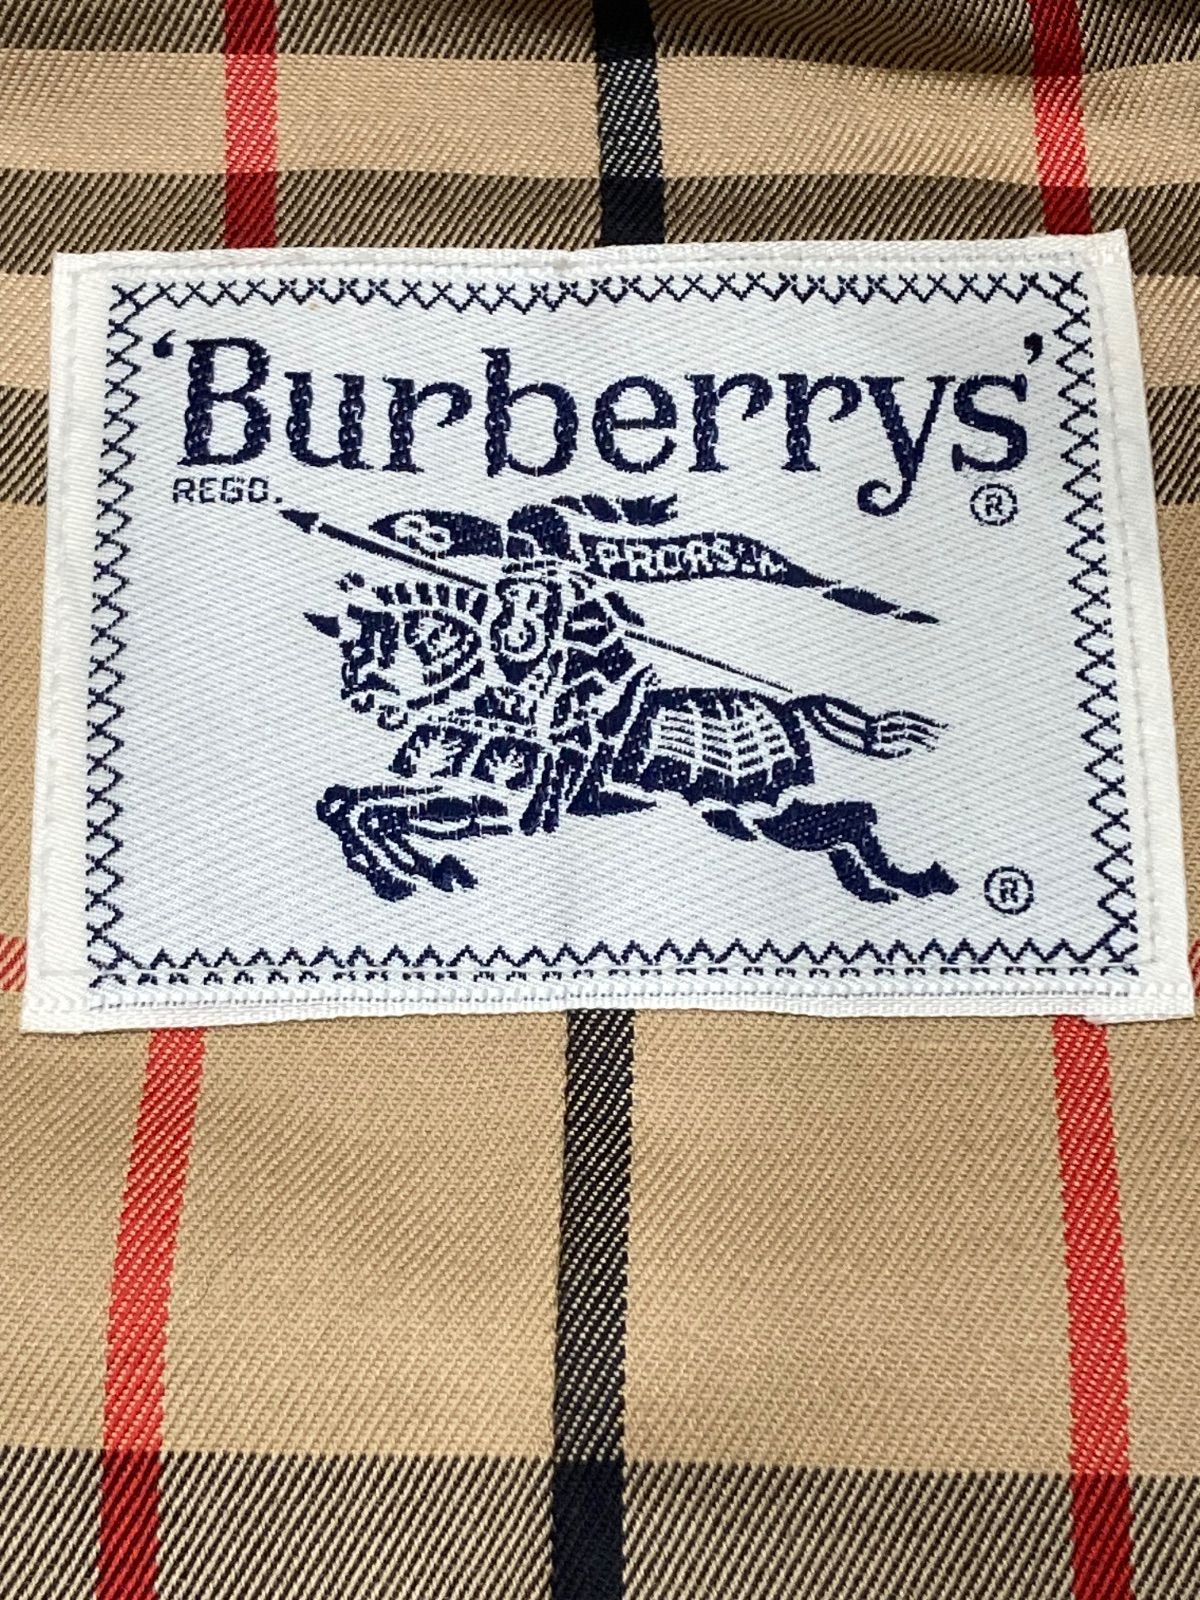 ‘Burberrys’
REGD. ®
PRORSUM
®